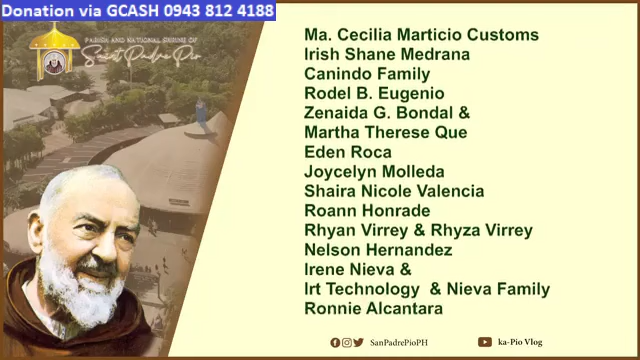 Donation via GCASH 0943 812 4188
PARISH AND NATIONAL SHRINE OF
Saint Padre Pio
Ma. Cecilia Marticio Customs
Irish Shane Medrana
Canindo Family
Rodel B. Eugenio
Zenaida G. Bondal &
Martha Therese Que
Eden Roca
Joycelyn Molleda
Shaira Nicole Valencia
Roann Honrade
Rhyan Virrey & Rhyza Virrey
Nelson Hernandez
Irene Nieva &
Irt Technology & Nieva Family
Ronnie Alcantara
SanPadrePioPH
ka-Pio Vlog